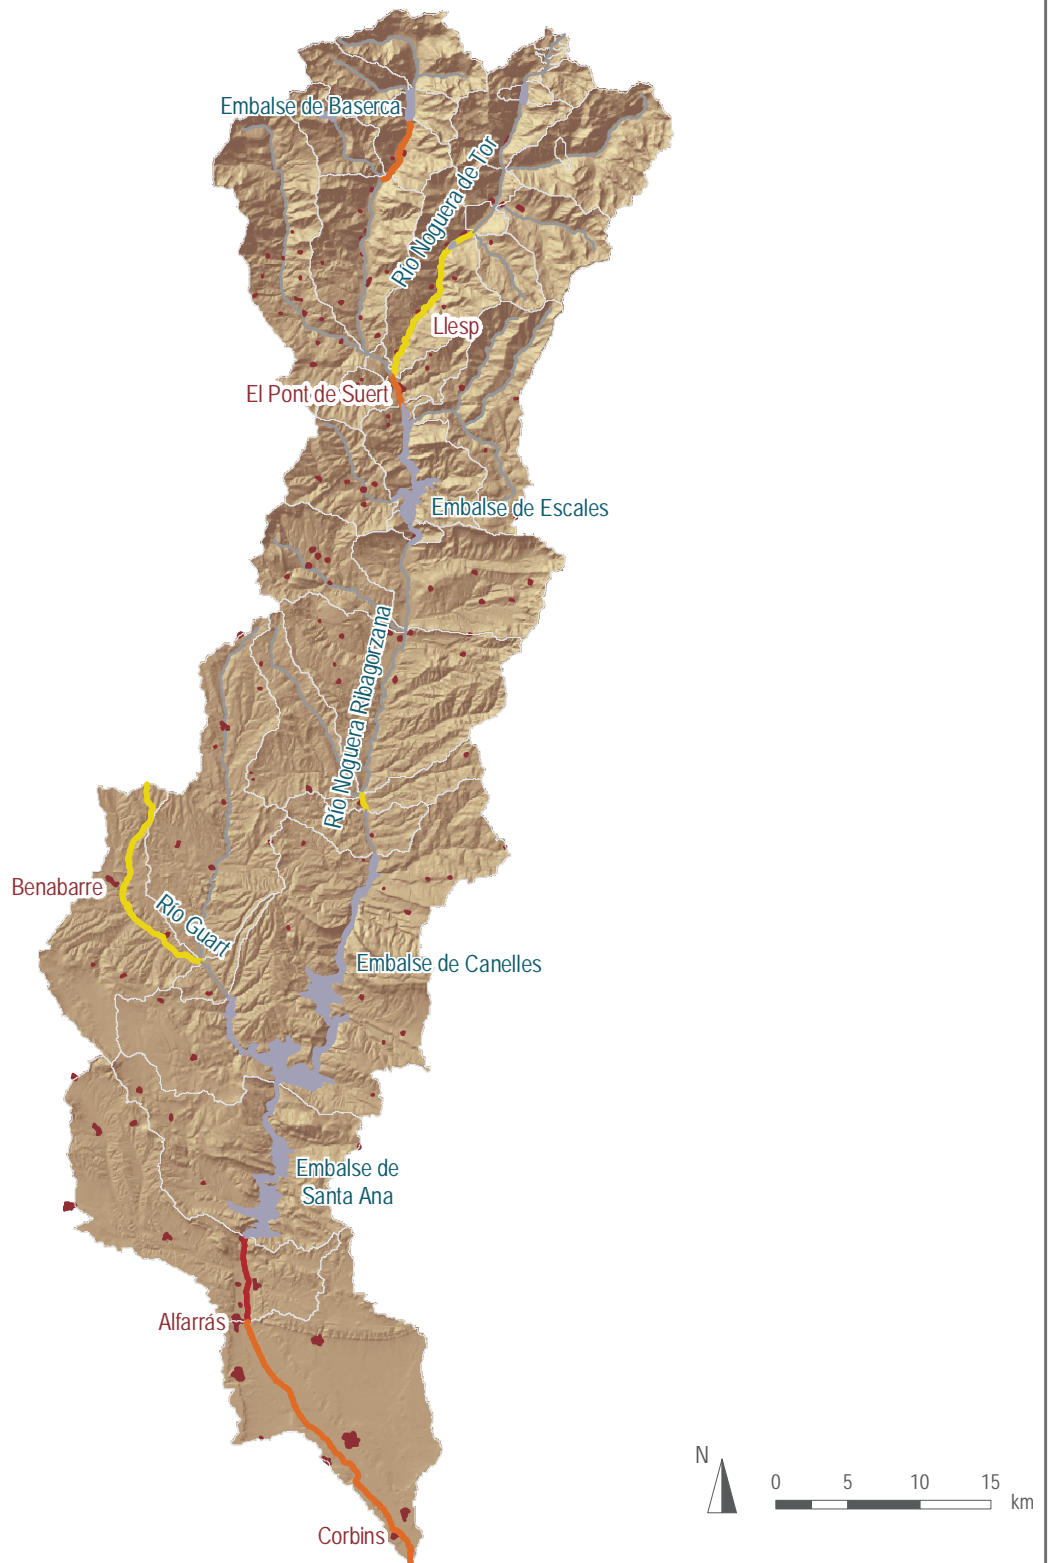 Embalse de Baserca
Río Noguera de Tor
Llesp
El Pont de Suert
Embalse de Escales
Río Noguera Ribagorzana
Benabarre
Río Guart
Embalse de Canelles
Embalse de
Santa Ana
Alfarrás
Corbins
N
0 5 10 15
km